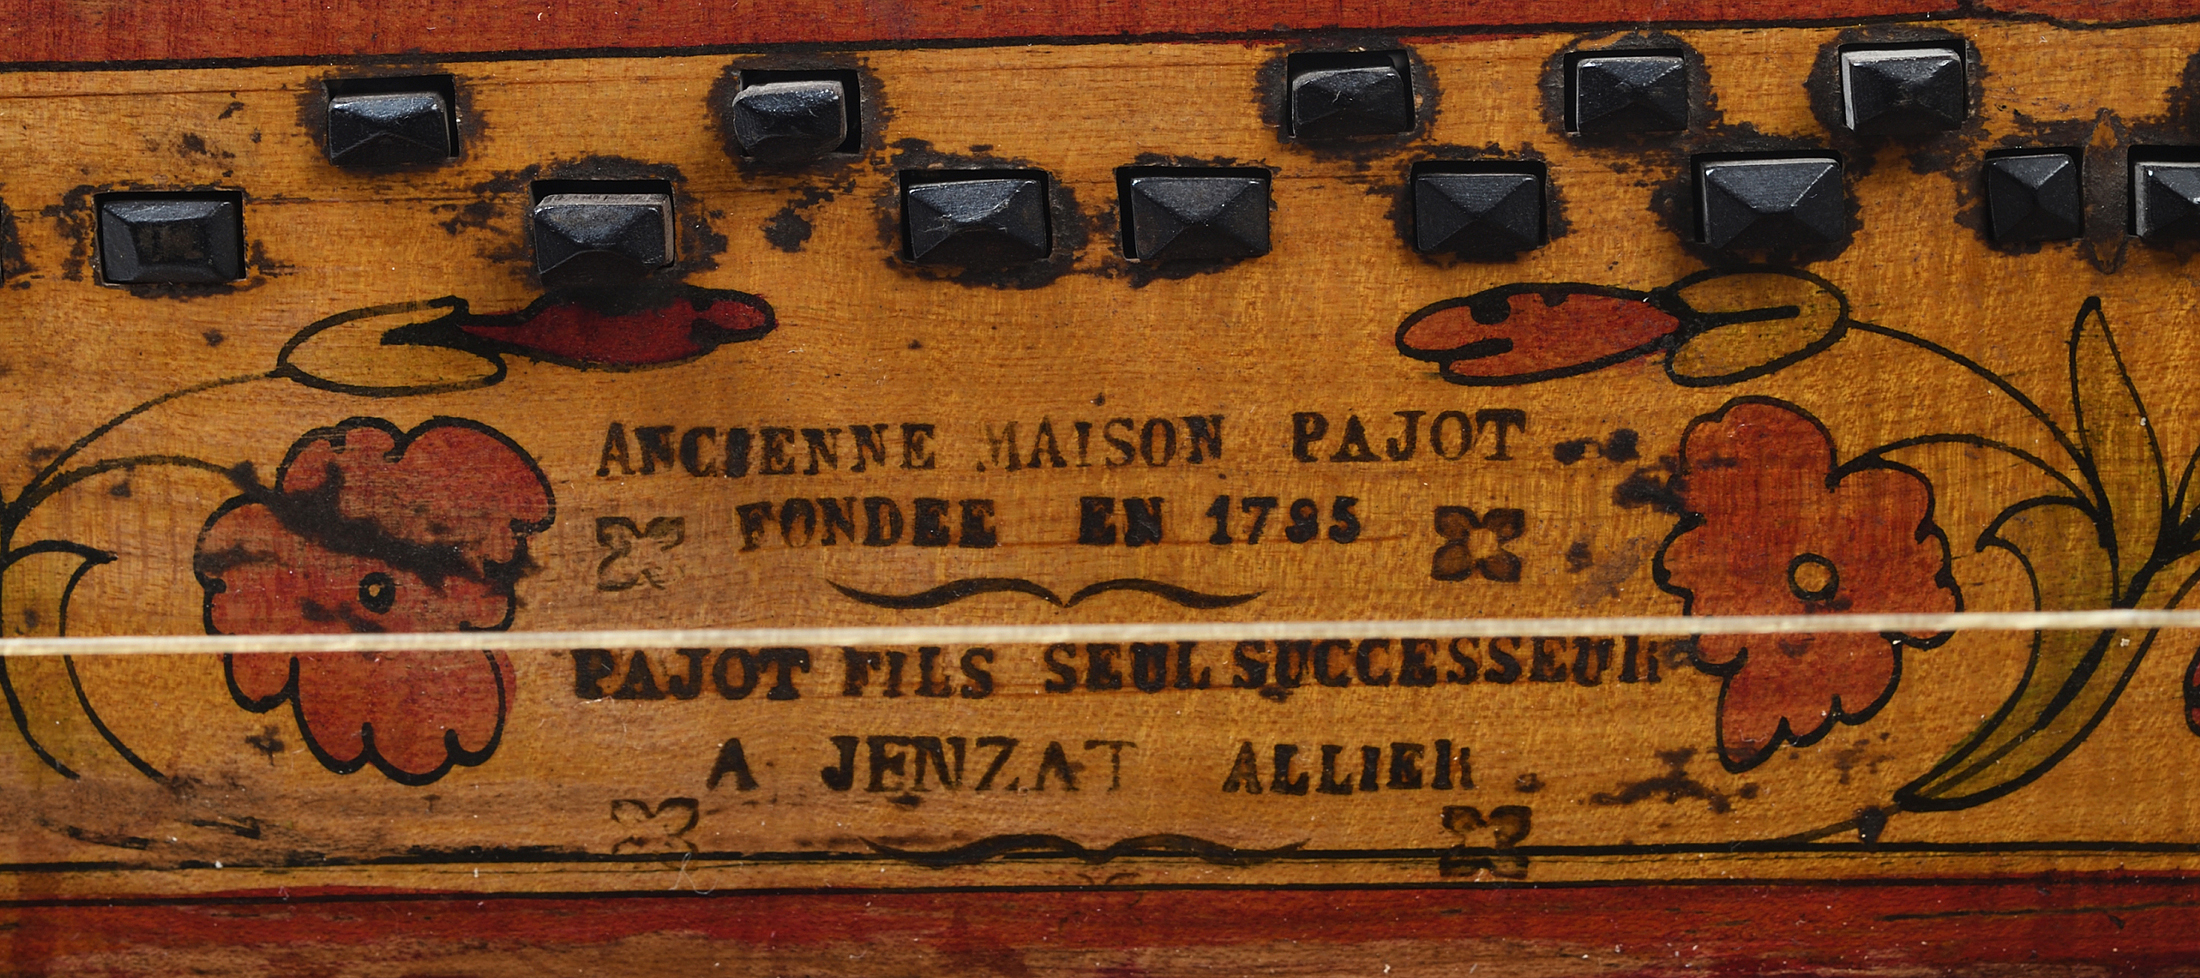 ANCIENNE MAISON PAJOT
FONDEE EN 1795
PAJOT FILS SEUL SUCCESSEUR
A JENZAT ALLIER.